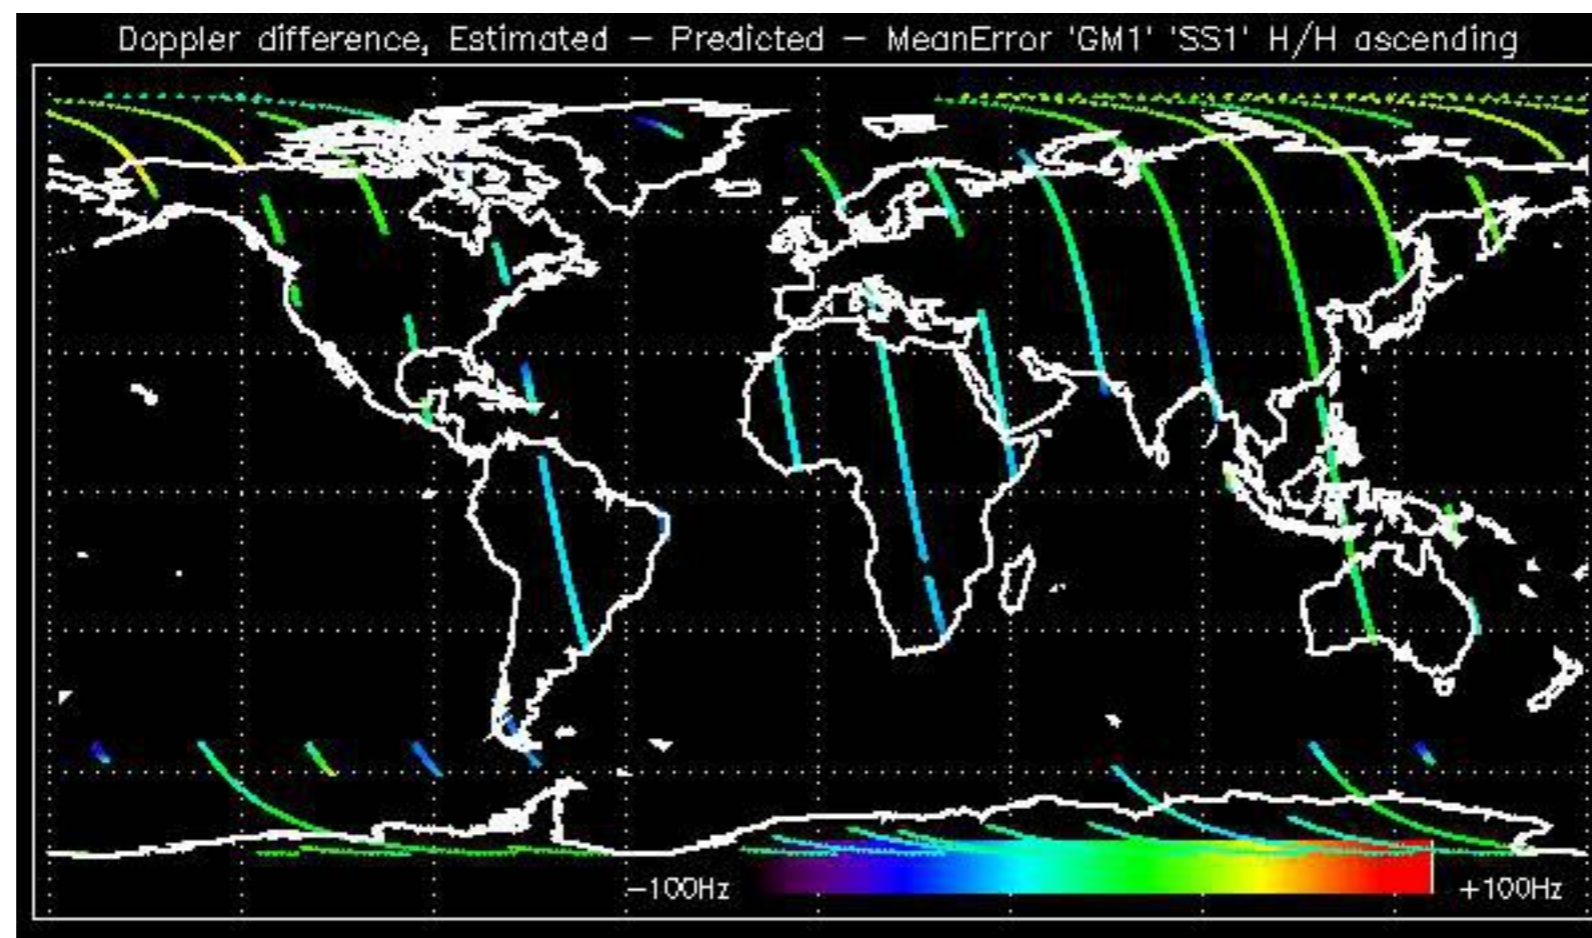 Doppler difference, Estimated – Predicted – MeanError 'GM1' 'SS1' H/H ascending
−100Hz +100Hz